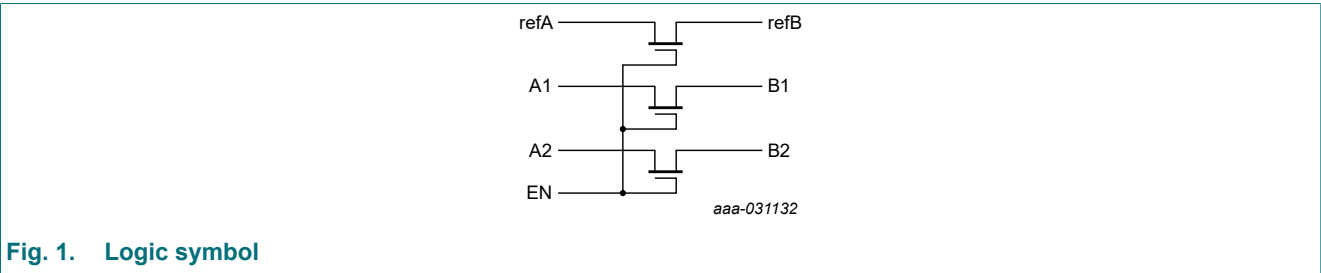 refA refB
A1 B1
A2 B2
EN
aaa-031132
Fig. 1. Logic symbol